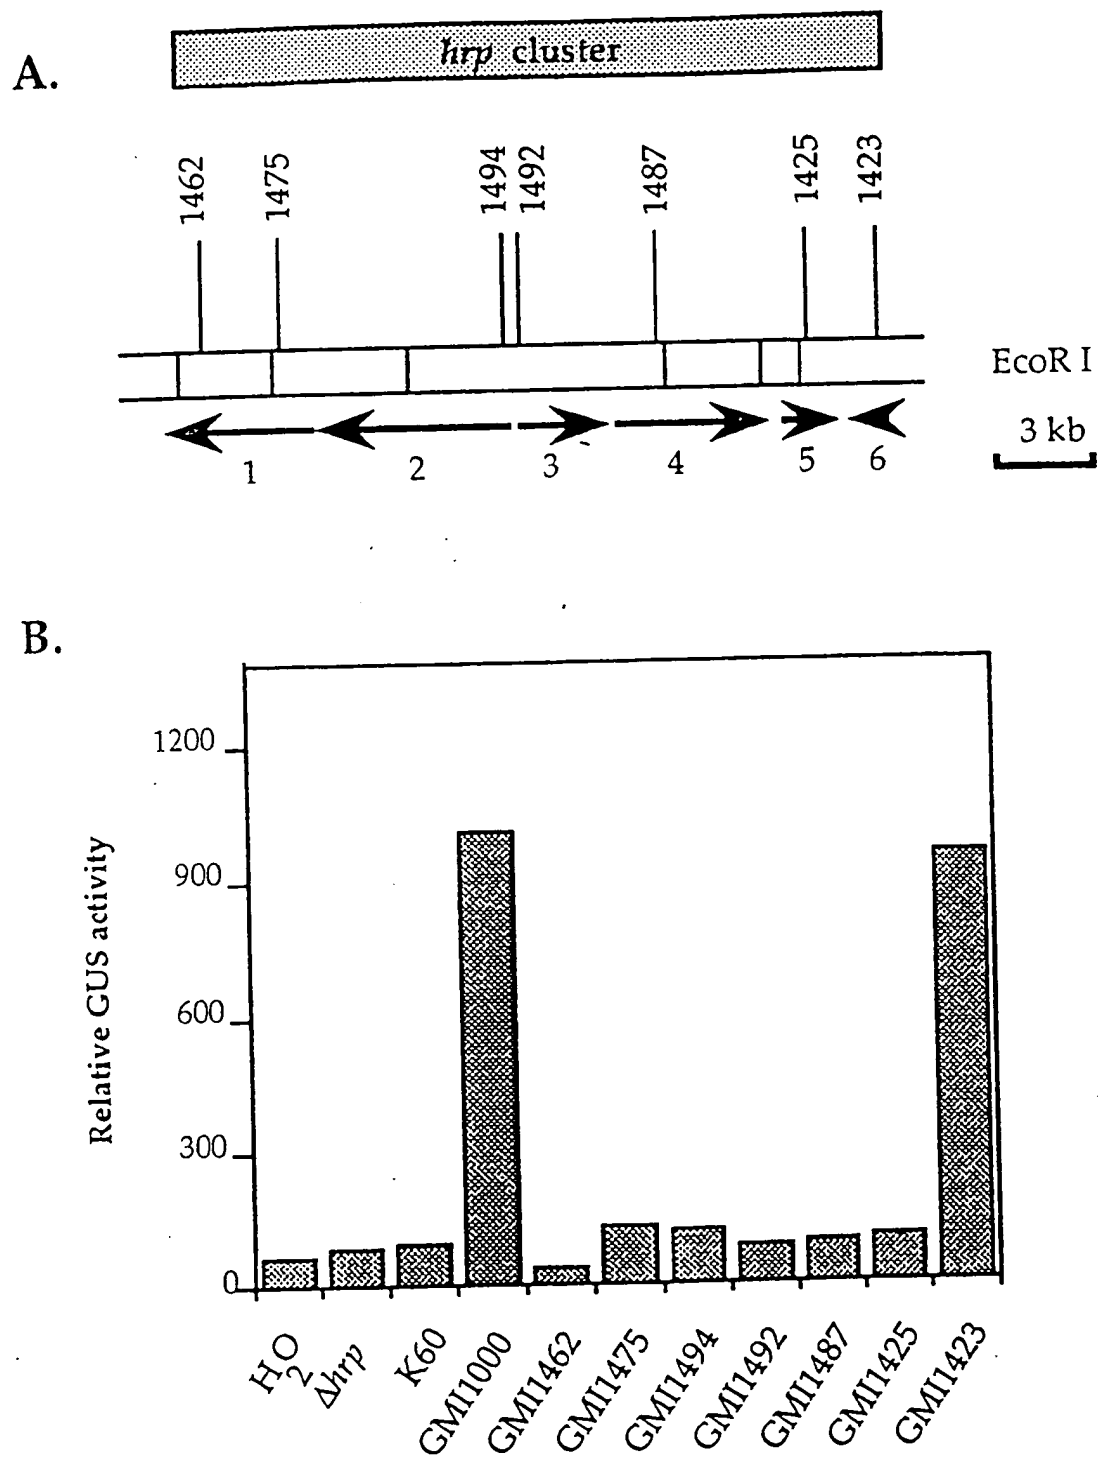 A.
hrp cluster
1462
1475
1494
1492
1487
1425
1423
EcoR I
3 kb
1
2
3
4
5
6
B.
Relative GUS activity
1200
900
600
300
0
H2O
Δhrp
K60
GMI1000
GMI1462
GMI1475
GMI1494
GMI1492
GMI1487
GMI1425
GMI1423